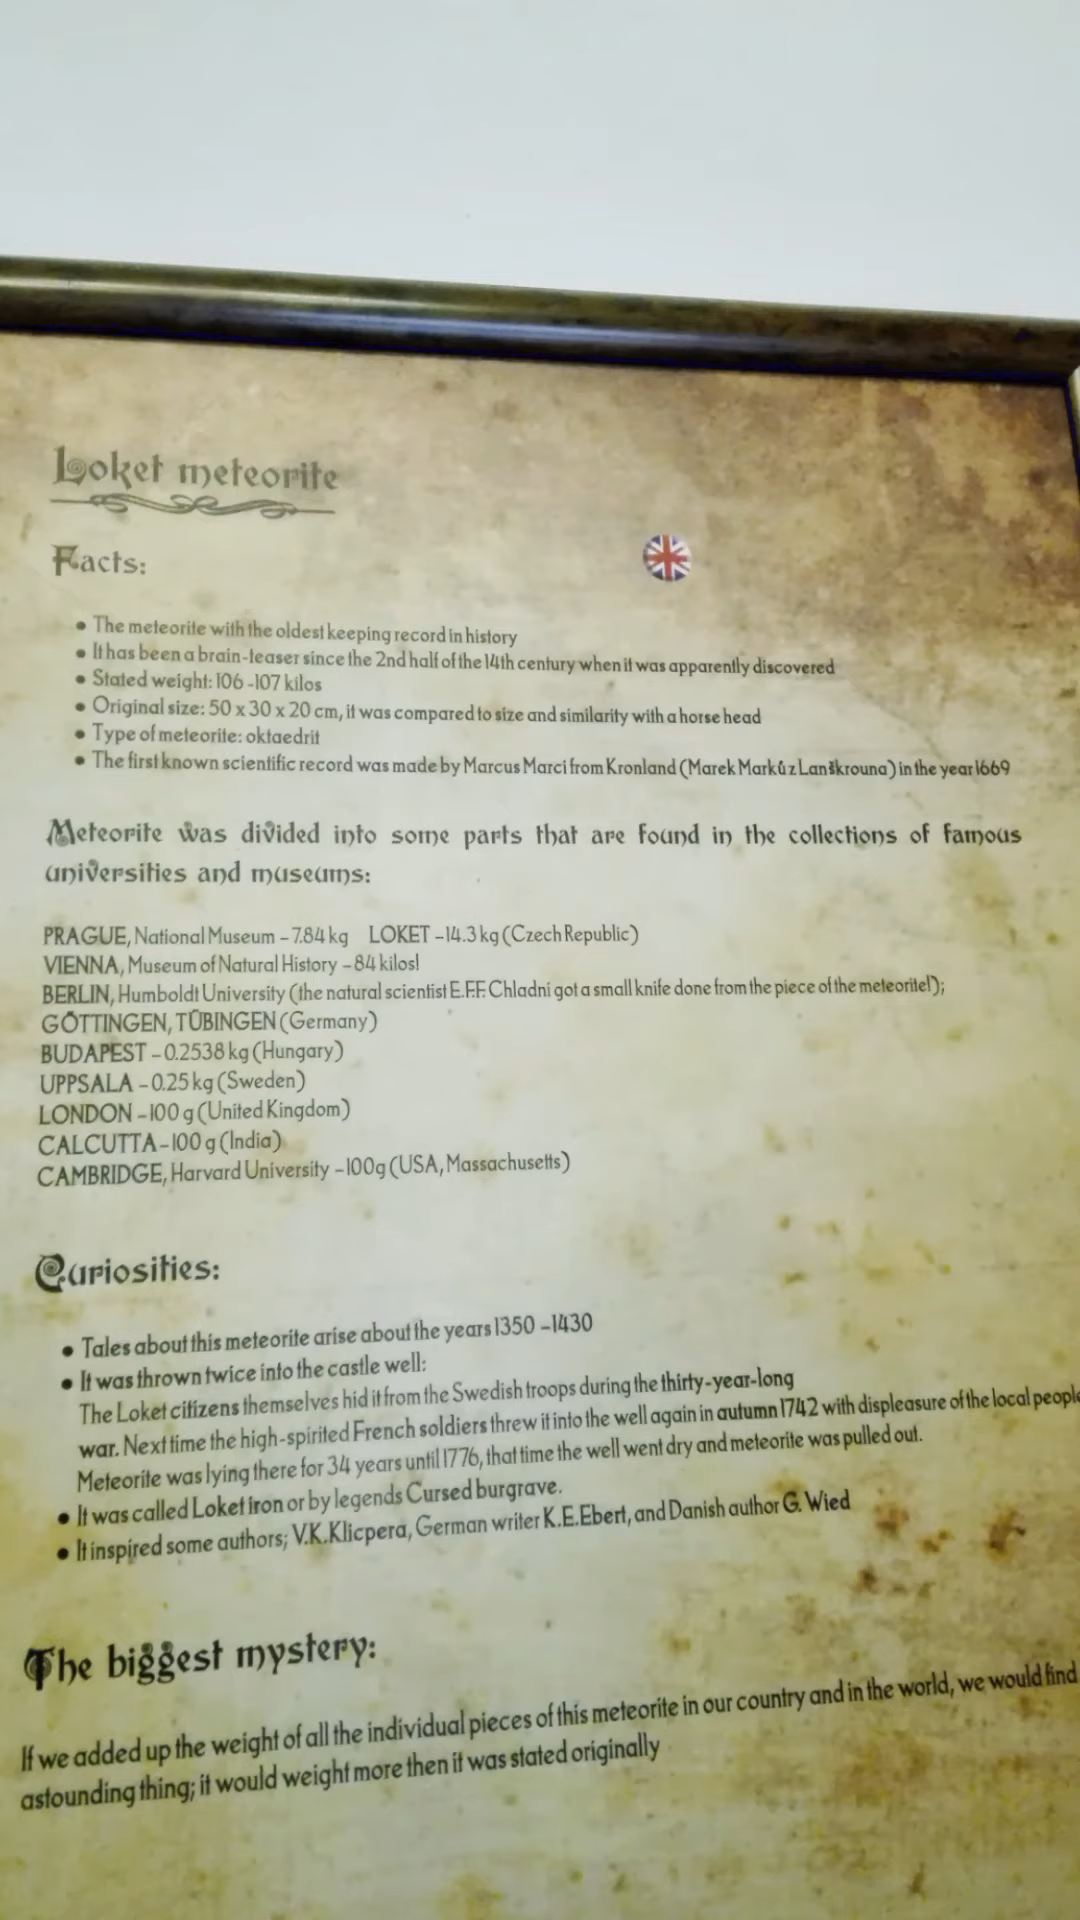 Loket meteorite
Facts:
• The meteorite with the oldest keeping record in history
• It has been a brain-teaser since the 2nd half of the 14th century when it was apparently discovered
• Stated weight: 106 -107 kilos
• Original size: 50 x 30 x 20 cm, it was compared to size and similarity with a horse head
• Type of meteorite: oktaedrit
• The first known scientific record was made by Marcus Marci from Kronland (Marek Marků z Lanškrouna) in the year 1669
Meteorite was divided into some parts that are found in the collections of famous
universities and museums:
PRAGUE, National Museum – 7.84 kg LOKET –14.3 kg (Czech Republic)
VIENNA, Museum of Natural History – 84 kilos!
BERLIN, Humboldt University (the natural scientist E.F.F. Chladni got a small knife done from the piece of the meteorite!);
GÖTTINGEN, TÜBINGEN (Germany)
BUDAPEST – 0.2538 kg (Hungary)
UPPSALA – 0.25 kg (Sweden)
LONDON –100 g (United Kingdom)
CALCUTTA –100 g (India)
CAMBRIDGE, Harvard University –100g (USA, Massachusetts)
Curiosities:
• Tales about this meteorite arise about the years 1350 –1430
• It was thrown twice into the castle well:
The Loket citizens themselves hid it from the Swedish troops during the thirty-year-long
war. Next time the high-spirited French soldiers threw it into the well again in autumn 1742 with displeasure of the local people
Meteorite was lying there for 34 years until 1776, that time the well went dry and meteorite was pulled out.
• It was called Loket iron or by legends Cursed burgrave.
• It inspired some authors; V.K.Klicpera, German writer K.E.Ebert, and Danish author G. Wied
The biggest mystery:
If we added up the weight of all the individual pieces of this meteorite in our country and in the world, we would find
astounding thing; it would weight more then it was stated originally